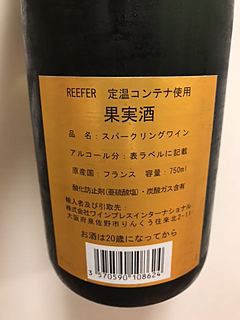 REEFER 定温コンテナ使用
果実酒
品 名:スパークリングワイン
アルコール分:表ラベルに記載
原産国:フランス 容量:750ml
酸化防止剤(亜硫酸塩)・炭酸ガス含有
輸入者及び引取先:
株式会社ワインプレスインターナショナル
大阪府泉佐野市りんくう往来北2-11
お酒は20歳になってから
3 570590 108624